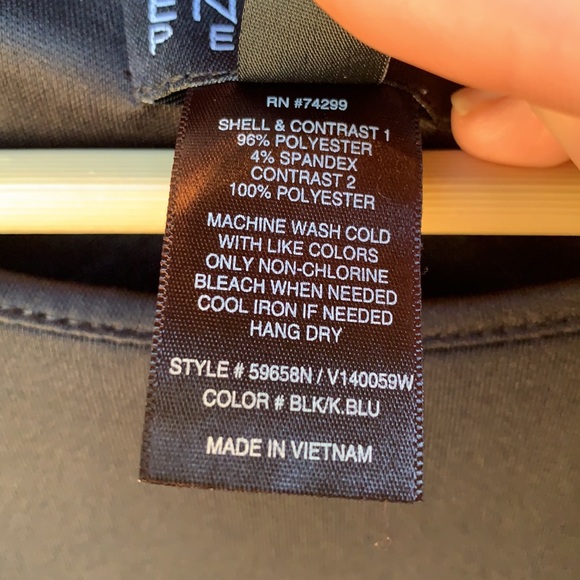 NE
EP
E
RN #74299
SHELL & CONTRAST 1
96% POLYESTER
4% SPANDEX
CONTRAST 2
100% POLYESTER
MACHINE WASH COLD
WITH LIKE COLORS
ONLY NON-CHLORINE
BLEACH WHEN NEEDED
COOL IRON IF NEEDED
HANG DRY
STYLE # 59658N / V140059W
COLOR # BLK/K.BLU
MADE IN VIETNAM